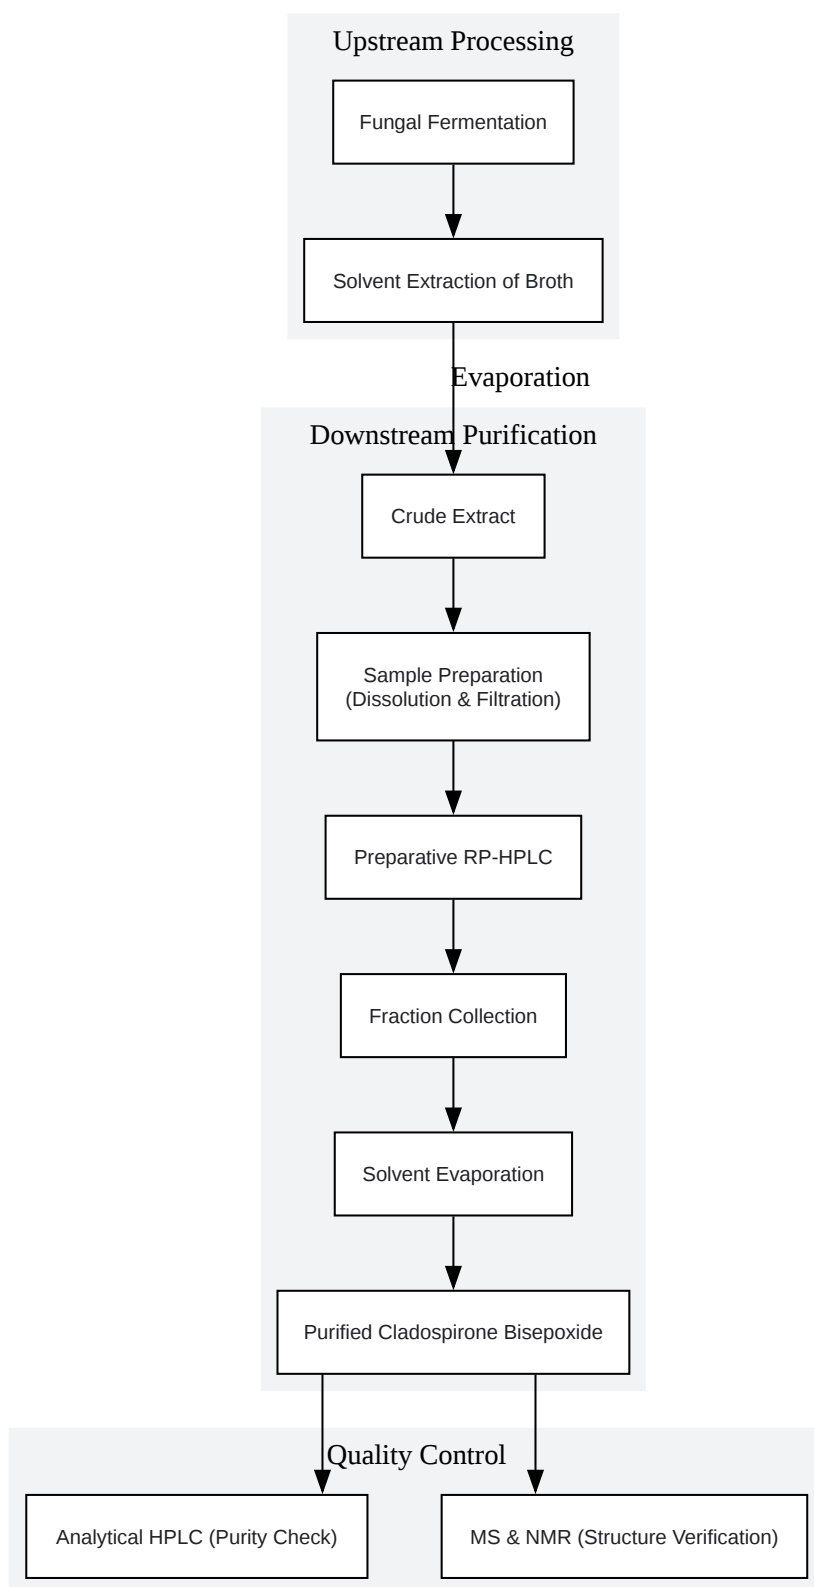 Upstream Processing
Fungal Fermentation
Solvent Extraction of Broth
Evaporation
Downstream Purification
Crude Extract
Sample Preparation
(Dissolution & Filtration)
Preparative RP-HPLC
Fraction Collection
Solvent Evaporation
Purified Cladospirone Bisepoxide
Quality Control
Analytical HPLC (Purity Check)
MS & NMR (Structure Verification)